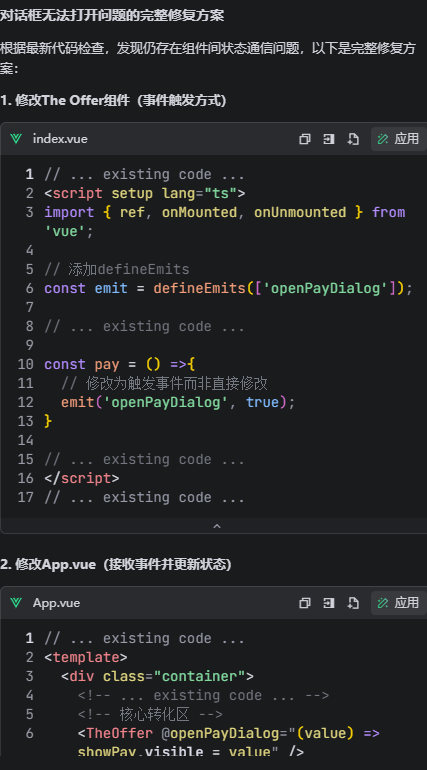 对话框无法打开问题的完整修复方案
根据最新代码检查，发现仍存在组件间状态通信问题，以下是完整修复方
案：
1. 修改The Offer组件（事件触发方式）
index.vue 应用
1 // ... existing code ...
2 <script setup lang="ts">
3 import { ref, onMounted, onUnmounted } from
'vue';
4
5 // 添加defineEmits
6 const emit = defineEmits(['openPayDialog']);
7
8 // ... existing code ...
9
10 const pay = () =>{
11 // 修改为触发事件而非直接修改
12 emit('openPayDialog', true);
13 }
14
15 // ... existing code ...
16 </script>
17 // ... existing code ...
2. 修改App.vue（接收事件并更新状态）
App.vue 应用
1 // ... existing code ...
2 <template>
3 <div class="container">
4 <!-- ... existing code ... -->
5 <!-- 核心转化区 -->
6 <TheOffer @openPayDialog="(value) =>
showPay.visible = value" />